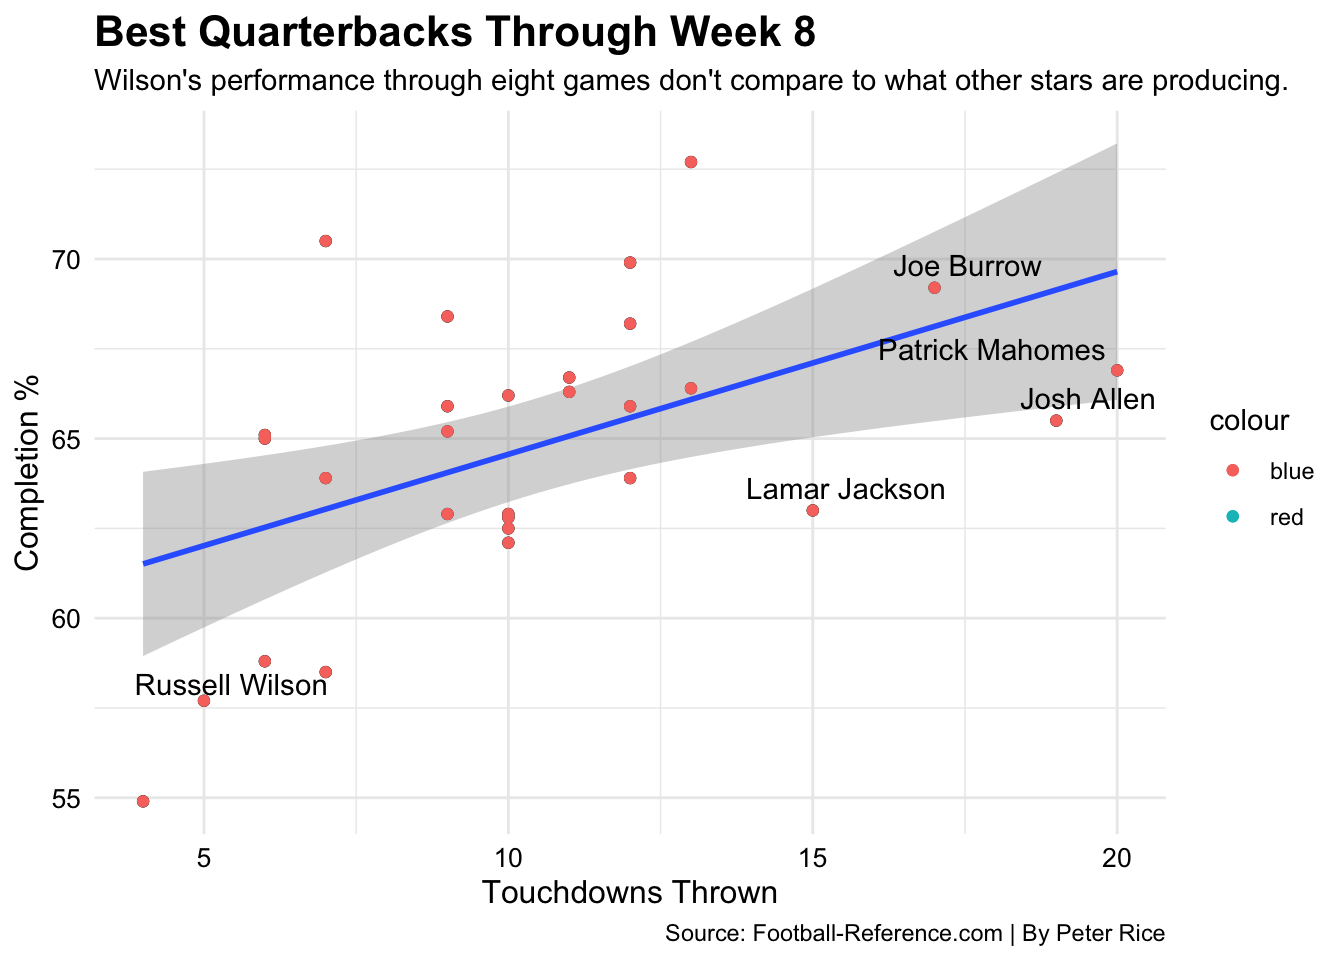 Best Quarterbacks Through Week 8
Wilson's performance through eight games don't compare to what other stars are producing.
Completion %
70
65
60
55
Joe Burrow
Patrick Mahomes
Josh Allen
Lamar Jackson
Russell Wilson
colour
blue
red
5 10 15 20
Touchdowns Thrown
Source: Football-Reference.com | By Peter Rice